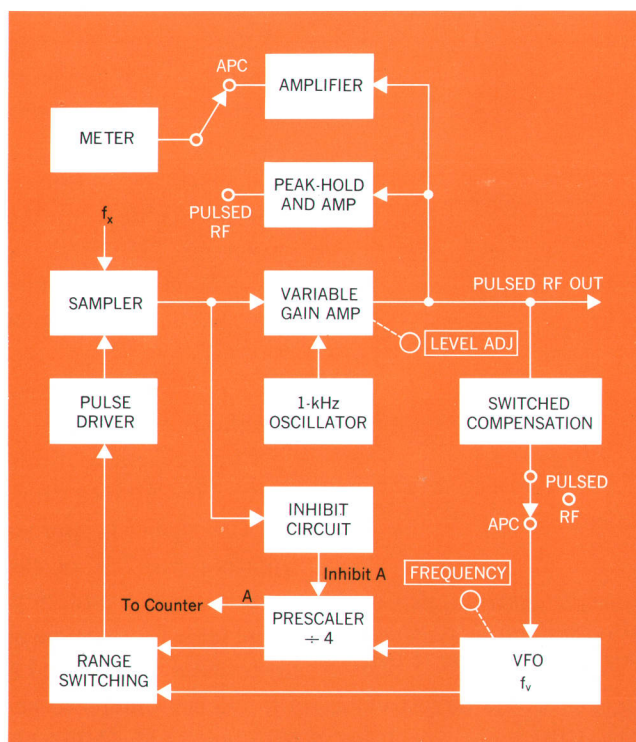 APC
AMPLIFIER
METER
PEAK-HOLD
AND AMP
PULSED
RF
fx
SAMPLER
VARIABLE
GAIN AMP
PULSED RF OUT
LEVEL ADJ
PULSE
DRIVER
1-kHz
OSCILLATOR
SWITCHED
COMPENSATION
PULSED
RF
APC
INHIBIT
CIRCUIT
Inhibit A
FREQUENCY
To Counter
A
PRESCALER
÷ 4
RANGE
SWITCHING
VFO
fv